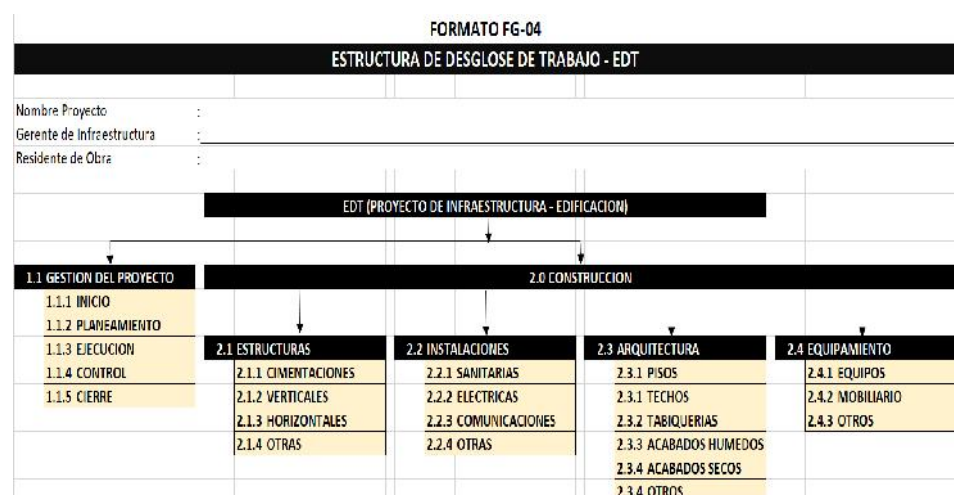 FORMATO FG-04
ESTRUCTURA DE DESGLOSE DE TRABAJO - EDT
Nombre Proyecto :
Gerente de Infraestructura :
Residente de Obra :
EDT (PROYECTO DE INFRAESTRUCTURA - EDIFICACION)
1.1 GESTION DEL PROYECTO
1.1.1 INICIO
1.1.2 PLANEAMIENTO
1.1.3 EJECUCION
1.1.4 CONTROL
1.1.5 CIERRE
2.0 CONSTRUCCION
2.1 ESTRUCTURAS
2.1.1 CIMENTACIONES
2.1.2 VERTICALES
2.1.3 HORIZONTALES
2.1.4 OTRAS
2.2 INSTALACIONES
2.2.1 SANITARIAS
2.2.2 ELECTRICAS
2.2.3 COMUNICACIONES
2.2.4 OTRAS
2.3 ARQUITECTURA
2.3.1 PISOS
2.3.1 TECHOS
2.3.2 TABIQUERIAS
2.3.3 ACABADOS HUMEDOS
2.3.4 ACABADOS SECOS
2.3.4 OTROS
2.4 EQUIPAMIENTO
2.4.1 EQUIPOS
2.4.2 MOBILIARIO
2.4.3 OTROS